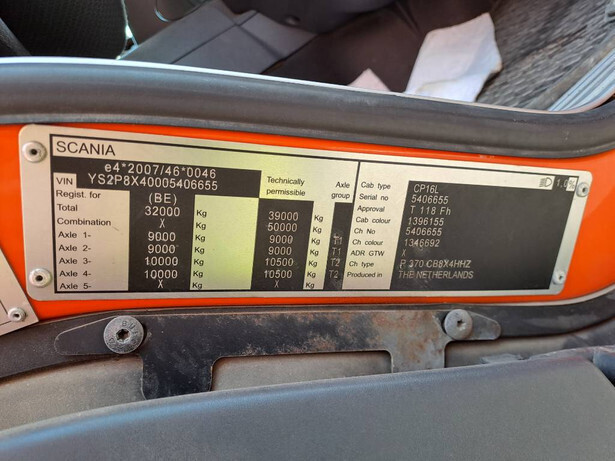 SCANIA
e4*2007/46*0046
VIN YS2P8X40005406655
Regist. for (BE) Technically permissible Axle group
Total 32000 Kg 39000 Kg
Combination X Kg 50000 Kg
Axle 1- 9000 Kg 9000 Kg T1
Axle 2- 9000 Kg 9000 Kg T1
Axle 3- 10000 Kg 10500 Kg T2
Axle 4- 10000 Kg 10500 Kg T2
Axle 5- X Kg X Kg
Cab type CP16L
Serial no 5406655
Approval T 118 Fh
Cab colour 1396155
Ch No 5406655
Ch colour 1346692
ADR GTW X
Ch type P 370 CB8X4HHZ
Produced in THE NETHERLANDS